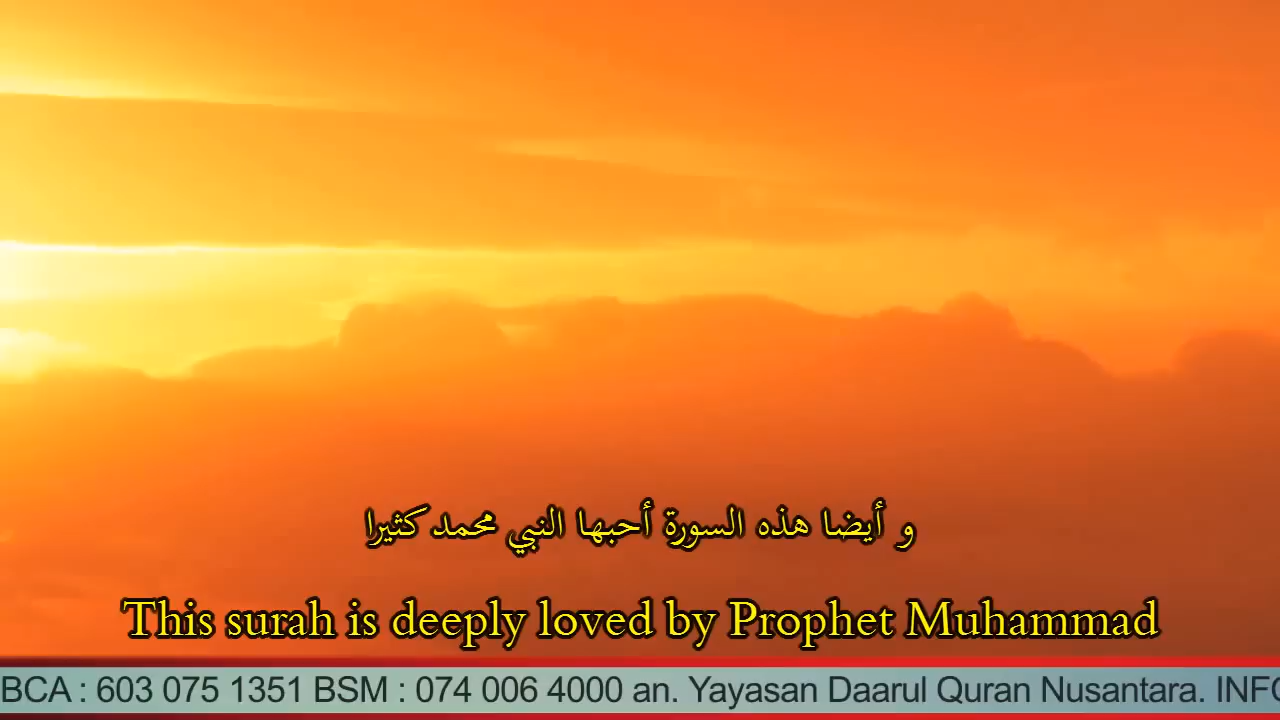 و أيضا هذه السورة أحبها النبي محمد كثيرا
This surah is deeply loved by Prophet Muhammad
BCA : 603 075 1351 BSM : 074 006 4000 an. Yayasan Daarul Quran Nusantara. INFO